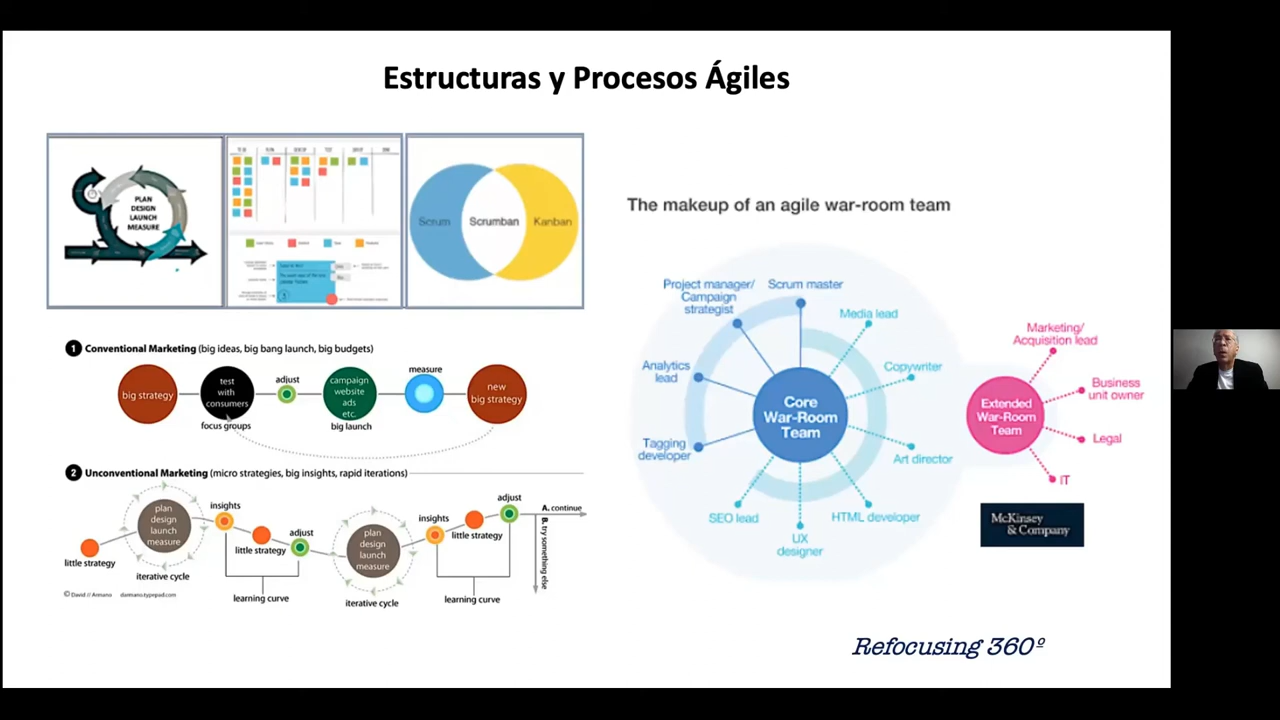 Estructuras y Procesos Ágiles
PLAN
DESIGN
LAUNCH
MEASURE
Scrum
Scrumban
Kanban
1 Conventional Marketing (big ideas, big bang launch, big budgets)
big strategy
test
with
consumers
focus groups
adjust
campaign
website
ads
etc.
big launch
measure
new
big strategy
2 Unconventional Marketing (micro strategies, big insights, rapid iterations)
little strategy
plan
design
launch
measure
iterative cycle
insights
little strategy
adjust
learning curve
plan
design
launch
measure
iterative cycle
insights
little strategy
adjust
learning curve
A. continue
B. try something else
© David // Armano darmano.typepad.com
The makeup of an agile war-room team
Project manager/
Campaign
strategist
Scrum master
Media lead
Copywriter
Art director
HTML developer
UX
designer
SEO lead
Tagging
developer
Analytics
lead
Core
War-Room
Team
Extended
War-Room
Team
Marketing/
Acquisition lead
Business
unit owner
Legal
IT
McKinsey
& Company
Refocusing 360º